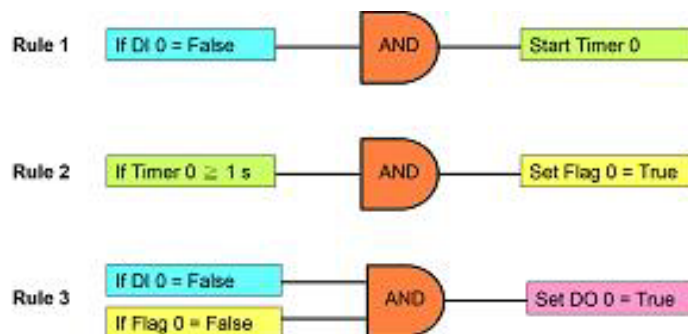 Rule 1 If DI 0 = False AND Start Timer 0
Rule 2 If Timer 0 ≧ 1 s AND Set Flag 0 = True
If DI 0 = False
Rule 3 AND Set DO 0 = True
If Flag 0 = False